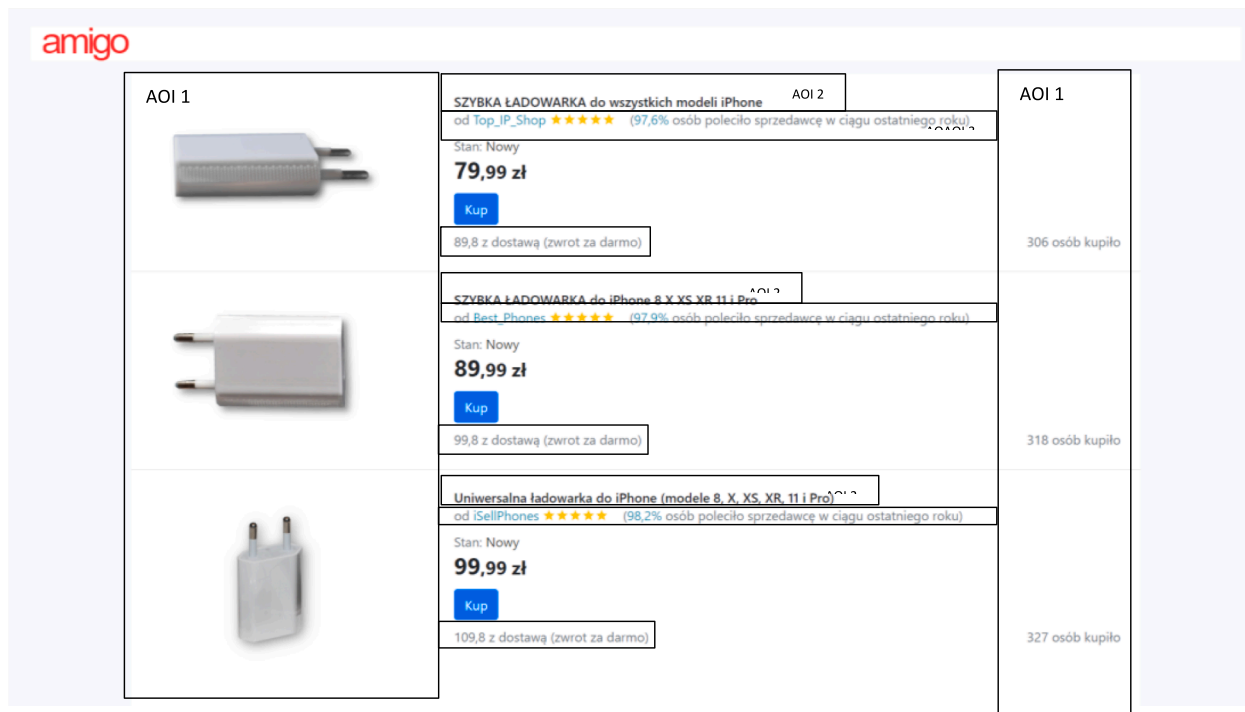 amigo
AOI 1
AOI 2
AOI 1
SZYBKA ŁADOWARKA do wszystkich modeli iPhone
od Top_IP_Shop ★★★★★ (97,6% osób poleciło sprzedawcę w ciągu ostatniego roku)
Stan: Nowy
79,99 zł
Kup
89,8 z dostawą (zwrot za darmo)
306 osób kupiło
SZYBKA ŁADOWARKA do iPhone 8 X XS XR 11 i Pro
od Best_Phones ★★★★★ (97,9% osób poleciło sprzedawcę w ciągu ostatniego roku)
Stan: Nowy
89,99 zł
Kup
99,8 z dostawą (zwrot za darmo)
318 osób kupiło
Uniwersalna ładowarka do iPhone (modele 8, X, XS, XR, 11 i Pro)
od iSellPhones ★★★★★ (98,2% osób poleciło sprzedawcę w ciągu ostatniego roku)
Stan: Nowy
99,99 zł
Kup
109,8 z dostawą (zwrot za darmo)
327 osób kupiło